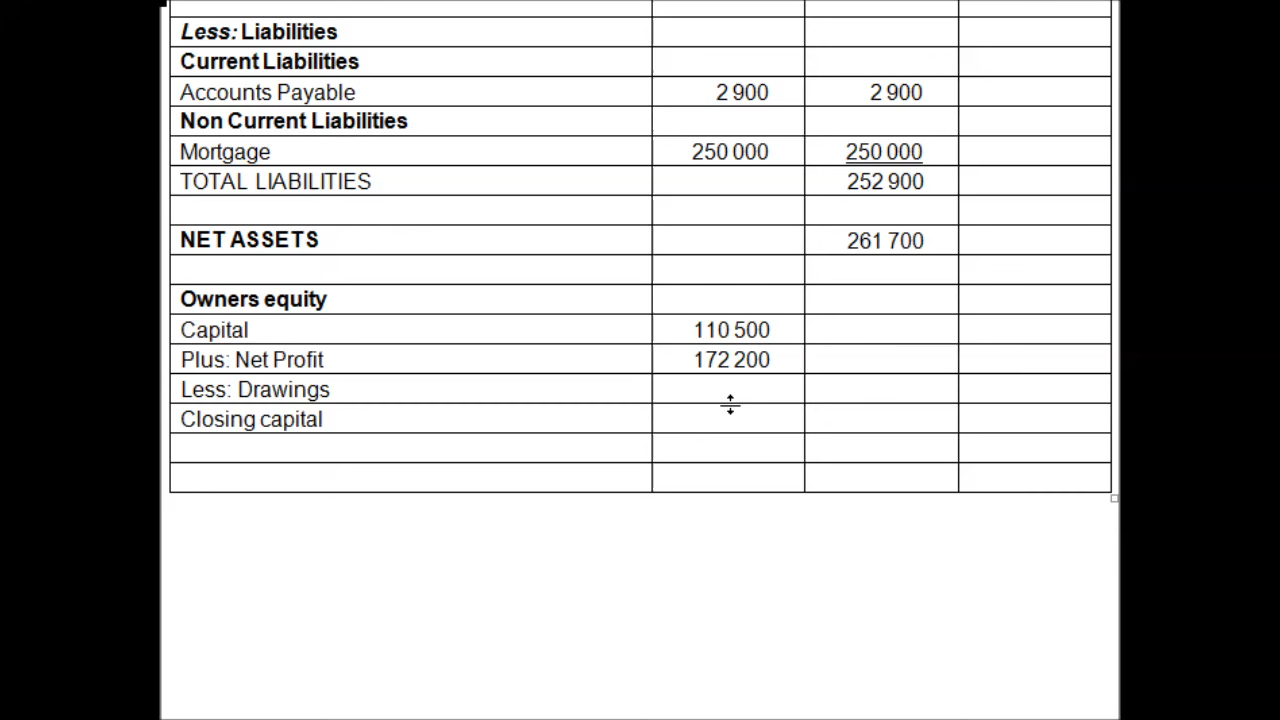 Less: Liabilities
Current Liabilities
Accounts Payable 2 900 2 900
Non Current Liabilities
Mortgage 250 000 250 000
TOTAL LIABILITIES 252 900
NET ASSETS 261 700
Owners equity
Capital 110 500
Plus: Net Profit 172 200
Less: Drawings
Closing capital